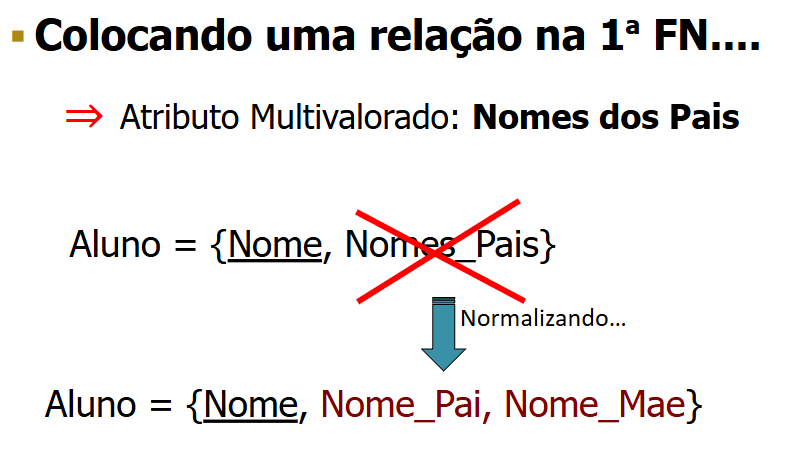 ▪ Colocando uma relação na 1ª FN....
⇒ Atributo Multivalorado: Nomes dos Pais
Aluno = {Nome, Nomes_Pais}
Normalizando...
Aluno = {Nome, Nome_Pai, Nome_Mae}